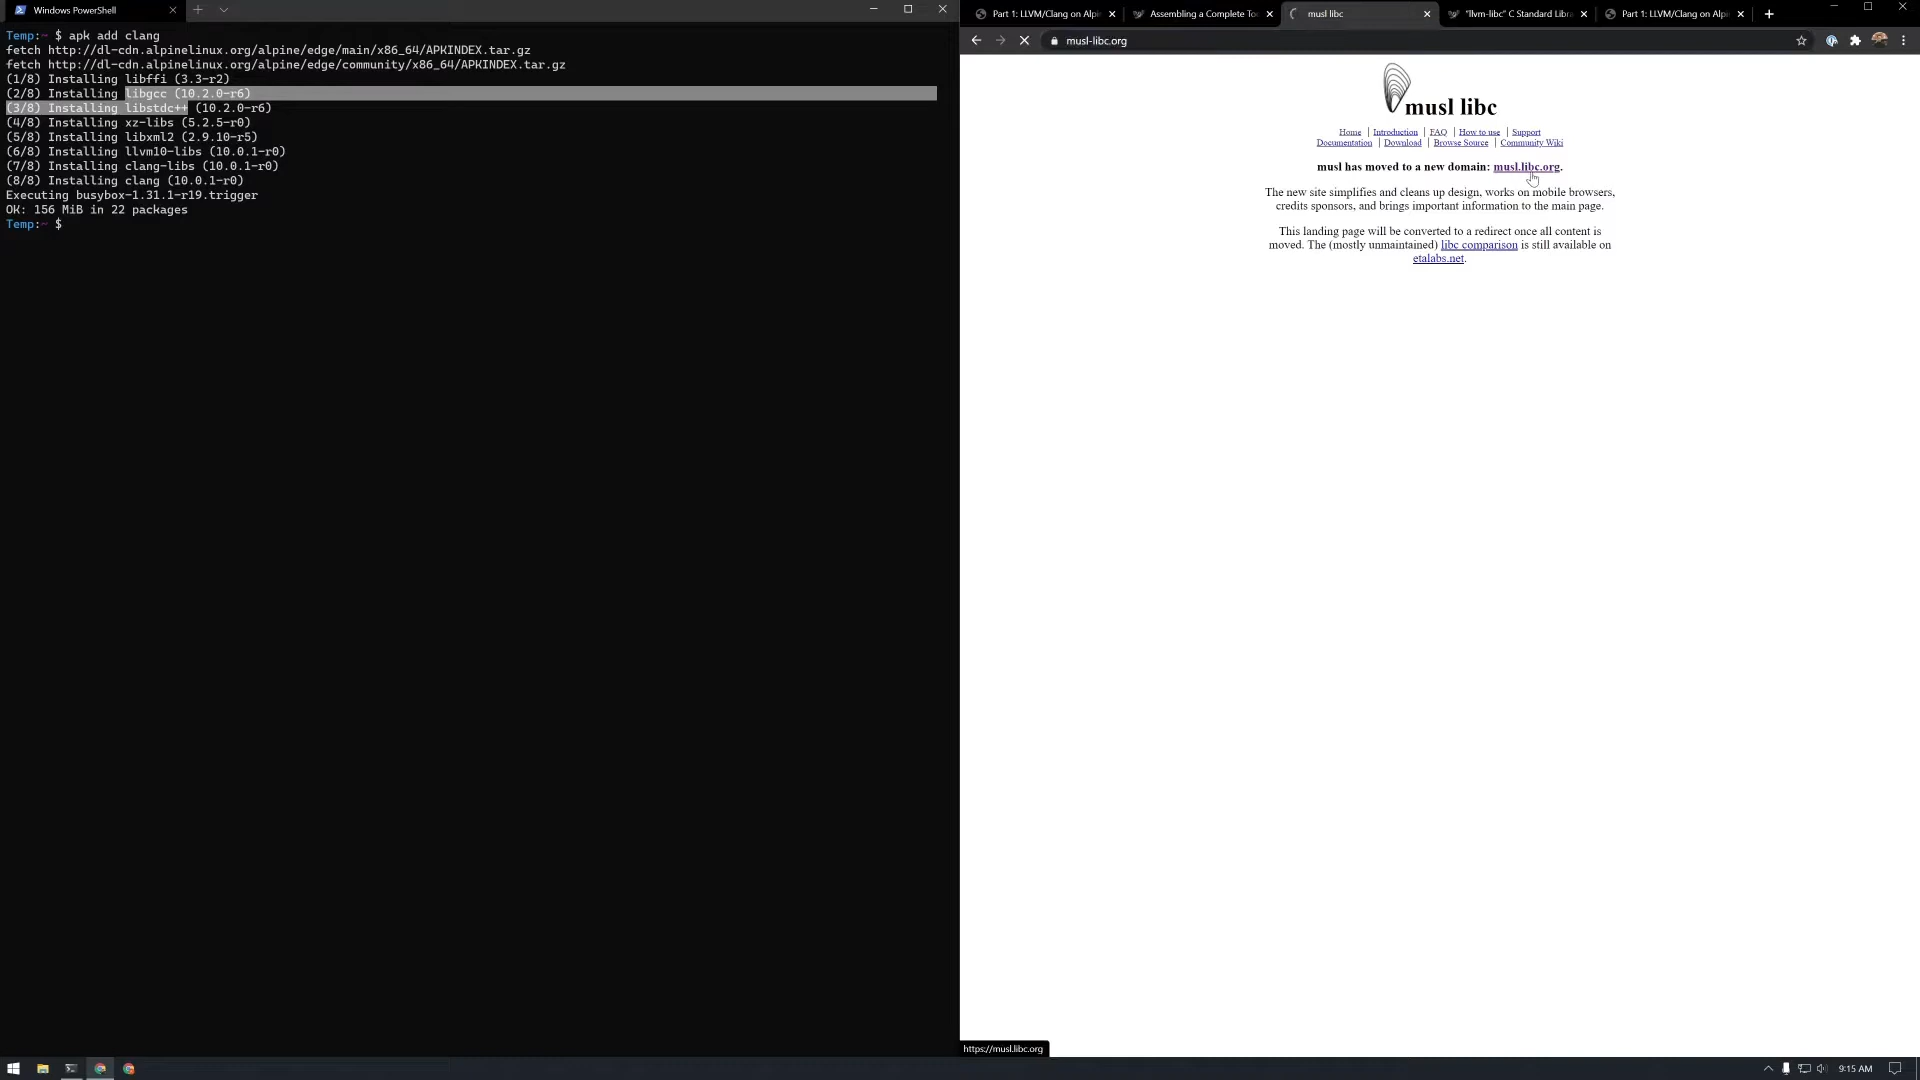 Windows PowerShell
Temp:~ $ apk add clang
fetch http://dl-cdn.alpinelinux.org/alpine/edge/main/x86_64/APKINDEX.tar.gz
fetch http://dl-cdn.alpinelinux.org/alpine/edge/community/x86_64/APKINDEX.tar.gz
(1/8) Installing libffi (3.3-r2)
(2/8) Installing libgcc (10.2.0-r6)
(3/8) Installing libstdc++ (10.2.0-r6)
(4/8) Installing xz-libs (5.2.5-r0)
(5/8) Installing libxml2 (2.9.10-r5)
(6/8) Installing llvm10-libs (10.0.1-r0)
(7/8) Installing clang-libs (10.0.1-r0)
(8/8) Installing clang (10.0.1-r0)
Executing busybox-1.31.1-r19.trigger
OK: 156 MiB in 22 packages
Temp:~ $
Part 1: LLVM/Clang on Alpi
Assembling a Complete To
musl libc
"llvm-libc" C Standard Libra
Part 1: LLVM/Clang on Alpi
musl-libc.org
musl libc
Home | Introduction | FAQ | How to use | Support
Documentation | Download | Browse Source | Community Wiki
musl has moved to a new domain: musl.libc.org.
The new site simplifies and cleans up design, works on mobile browsers,
credits sponsors, and brings important information to the main page.
This landing page will be converted to a redirect once all content is
moved. The (mostly unmaintained) libc comparison is still available on
etalabs.net.
https://musl.libc.org
9:15 AM